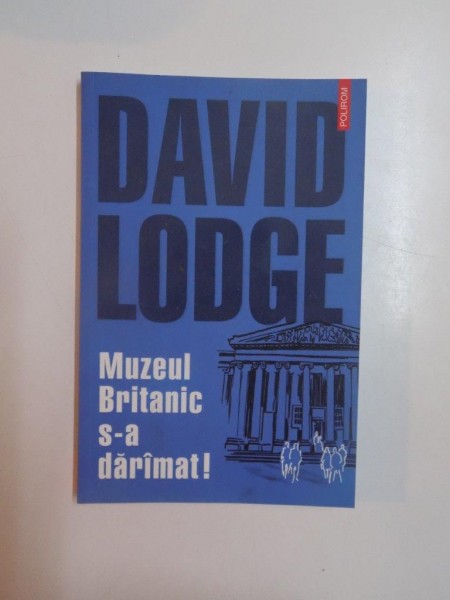 POLIROM
DAVID
LODGE
Muzeul
Britanic
s-a
dărîmat!